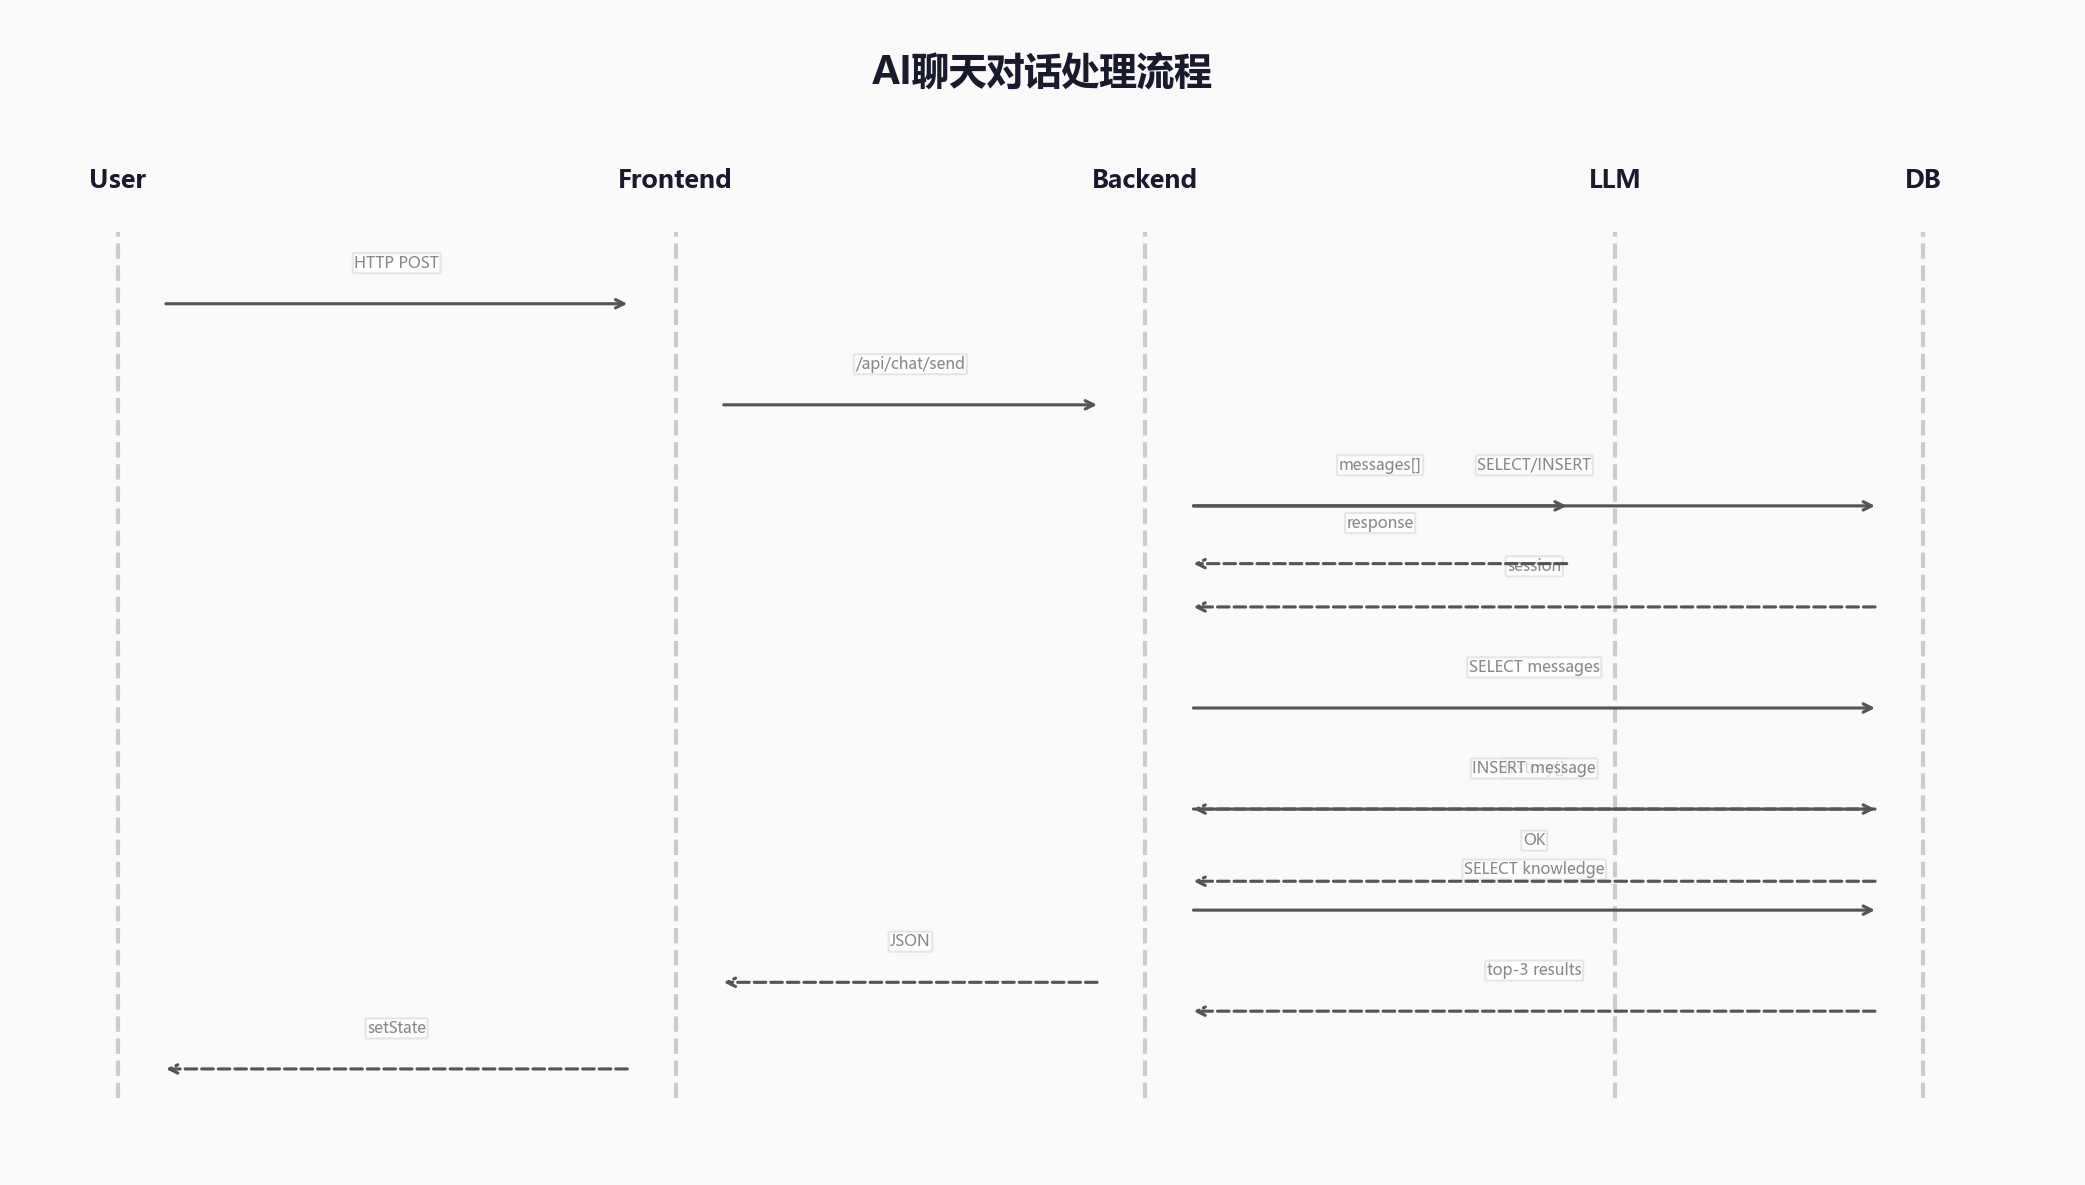 AI聊天对话处理流程
User
Frontend
Backend
LLM
DB
HTTP POST
/api/chat/send
messages[]
SELECT/INSERT
response
session
SELECT messages
INSERT message
OK
SELECT knowledge
JSON
top-3 results
setState